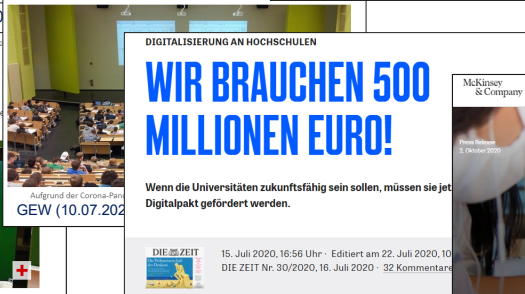 DIGITALISIERUNG AN HOCHSCHULEN
WIR BRAUCHEN 500
MILLIONEN EURO!
Wenn die Universitäten zukunftsfähig sein sollen, müssen sie jet
Digitalpakt gefördert werden.
DIE ZEIT
15. Juli 2020, 16:56 Uhr · Editiert am 22. Juli 2020, 10
DIE ZEIT Nr. 30/2020, 16. Juli 2020 · 32 Kommentare
Aufgrund der Corona-Pan
GEW (10.07.202
McKinsey
& Company
Press Release
2. Oktober 2020